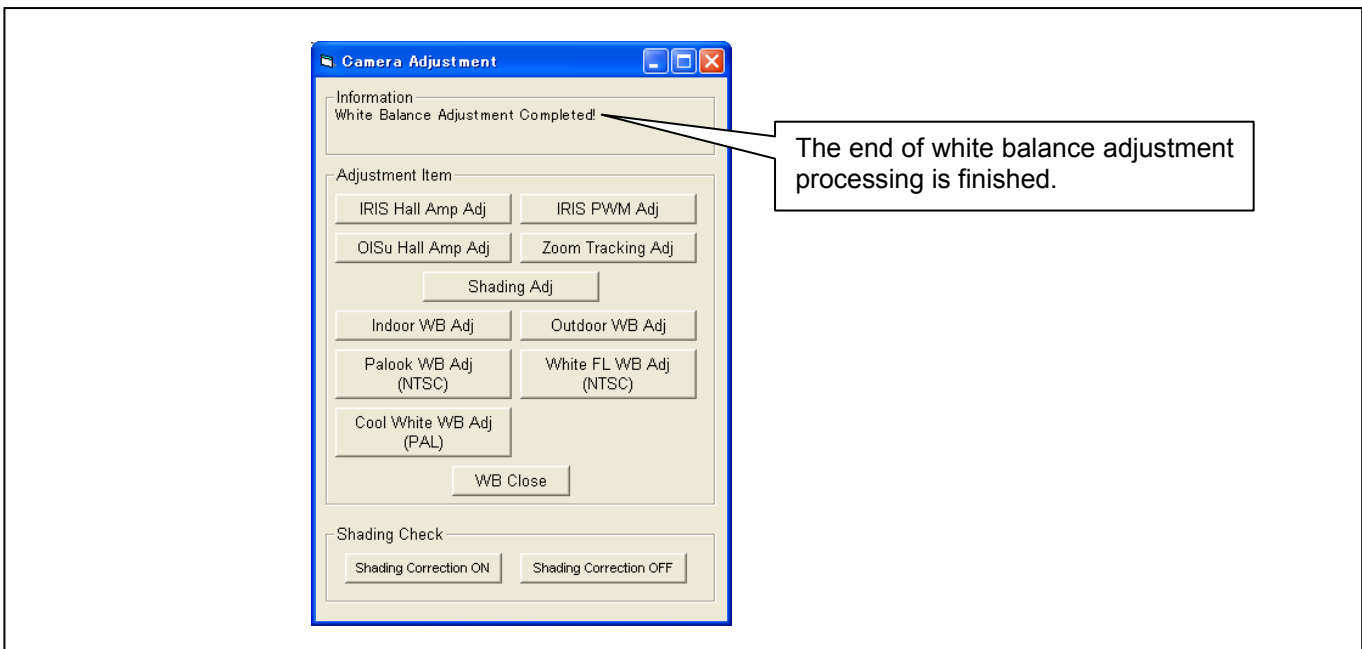 Camera Adjustment
Information
White Balance Adjustment Completed!
The end of white balance adjustment
processing is finished.
Adjustment Item
IRIS Hall Amp Adj
IRIS PWM Adj
OISu Hall Amp Adj
Zoom Tracking Adj
Shading Adj
Indoor WB Adj
Outdoor WB Adj
Palook WB Adj
(NTSC)
White FL WB Adj
(NTSC)
Cool White WB Adj
(PAL)
WB Close
Shading Check
Shading Correction ON
Shading Correction OFF